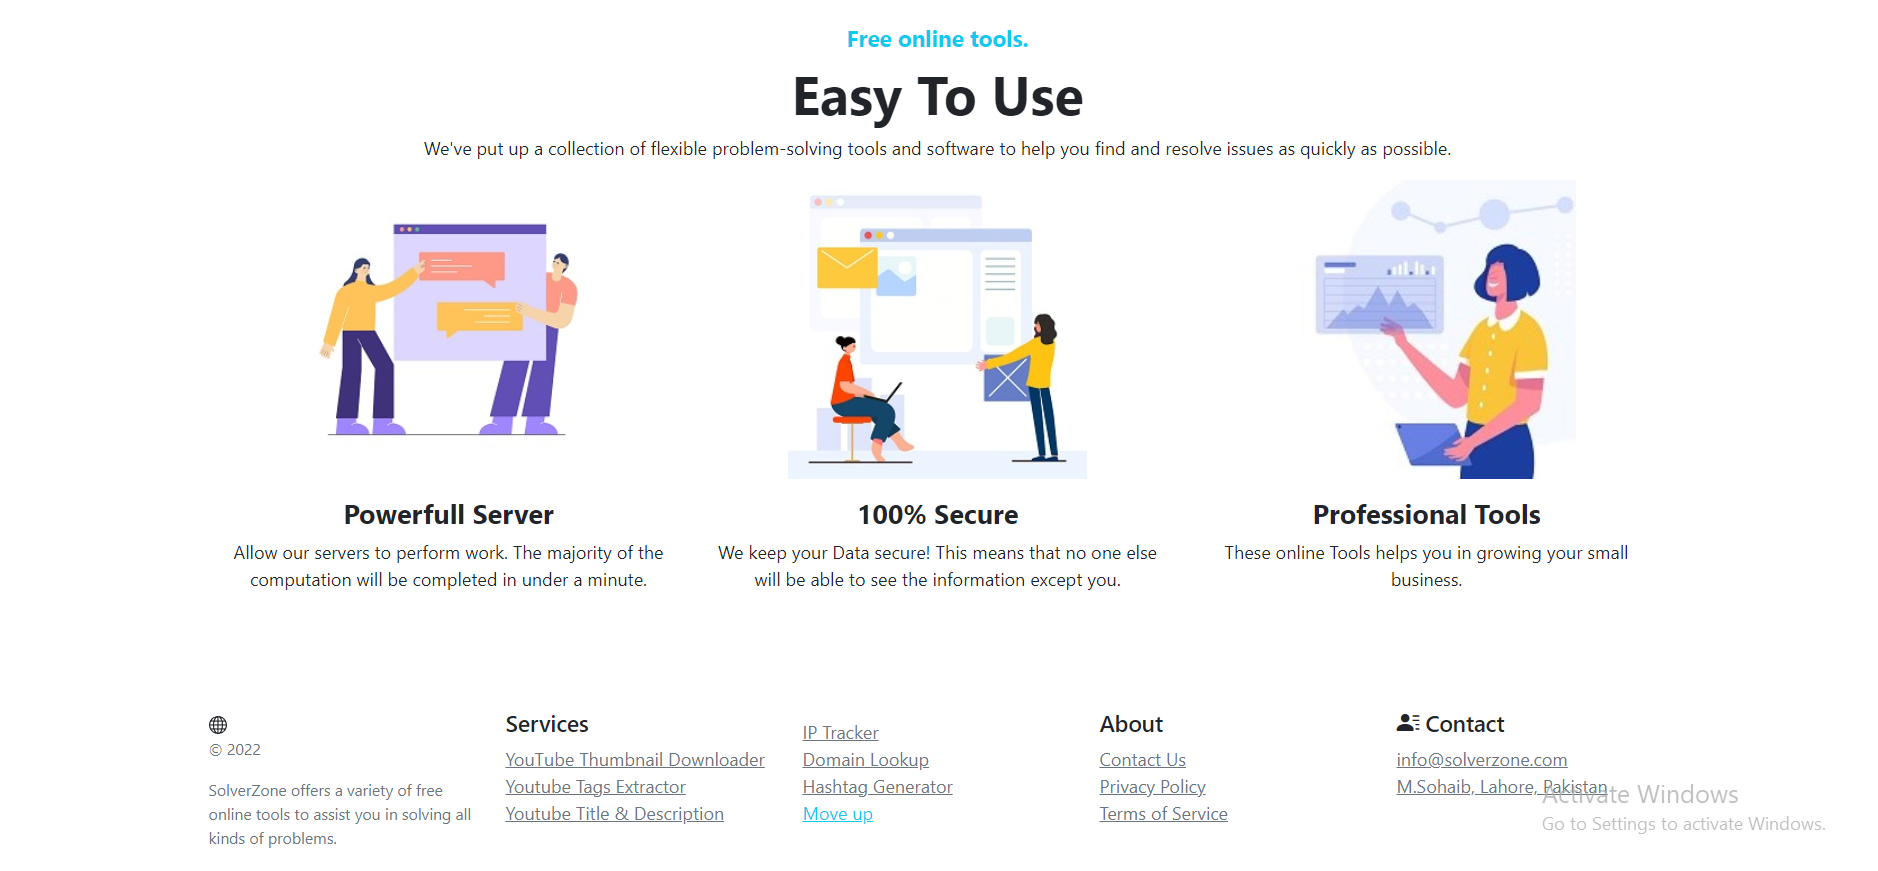 Free online tools.
Easy To Use
We've put up a collection of flexible problem-solving tools and software to help you find and resolve issues as quickly as possible.
Powerfull Server
Allow our servers to perform work. The majority of the
computation will be completed in under a minute.
100% Secure
We keep your Data secure! This means that no one else
will be able to see the information except you.
Professional Tools
These online Tools helps you in growing your small
business.
© 2022
SolverZone offers a variety of free
online tools to assist you in solving all
kinds of problems.
Services
YouTube Thumbnail Downloader
Youtube Tags Extractor
Youtube Title & Description
IP Tracker
Domain Lookup
Hashtag Generator
Move up
About
Contact Us
Privacy Policy
Terms of Service
Contact
info@solverzone.com
M.Sohaib, Lahore, Pakistan
Activate Windows
Go to Settings to activate Windows.